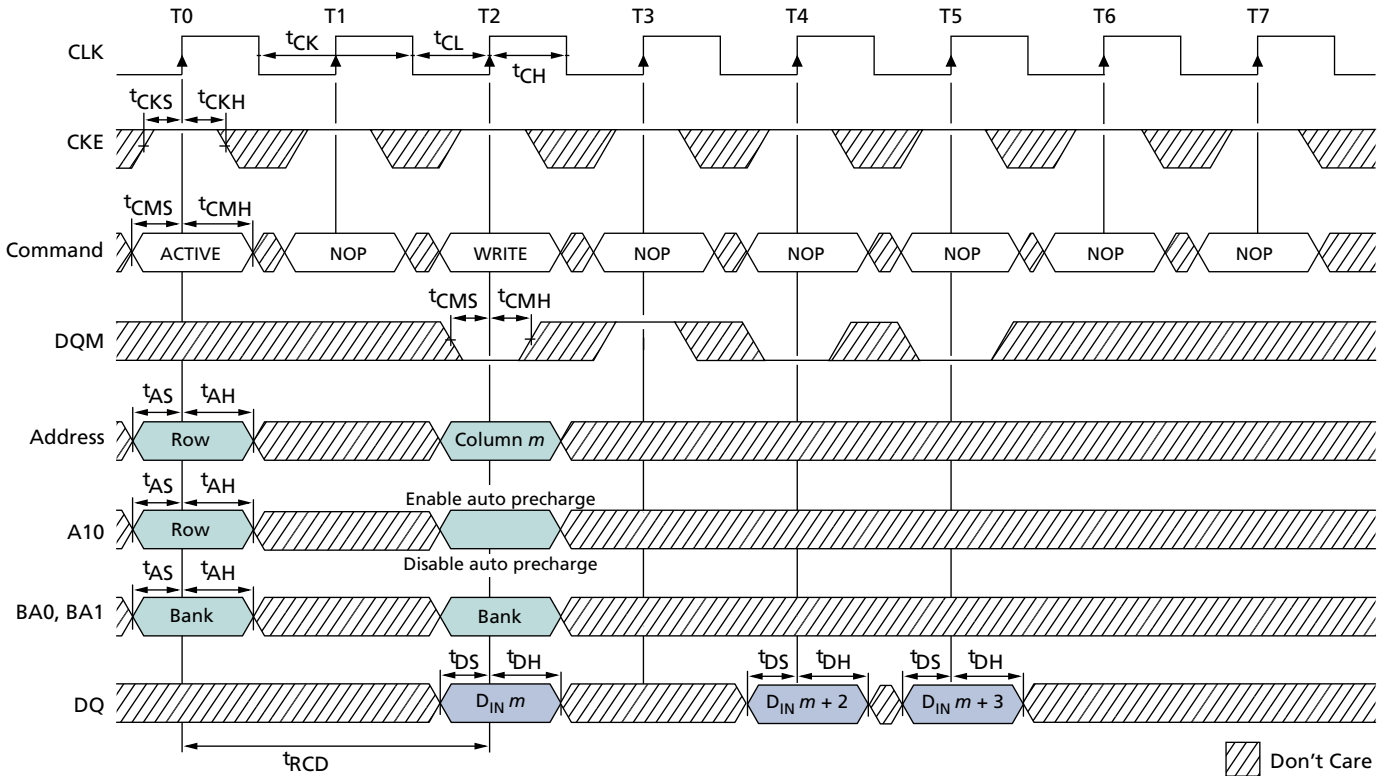 T0 T1 T2 T3 T4 T5 T6 T7
CLK
tCK tCL
tCH
tCKS tCKH
CKE
tCMS tCMH
Command ACTIVE NOP WRITE NOP NOP NOP NOP NOP
tCMS tCMH
DQM
tAS tAH
Address Row Column m
tAS tAH Enable auto precharge
A10 Row
Disable auto precharge
tAS tAH
BA0, BA1 Bank Bank
tDS tDH tDS tDH tDS tDH
DQ DIN m DIN m + 2 DIN m + 3
tRCD
Don't Care